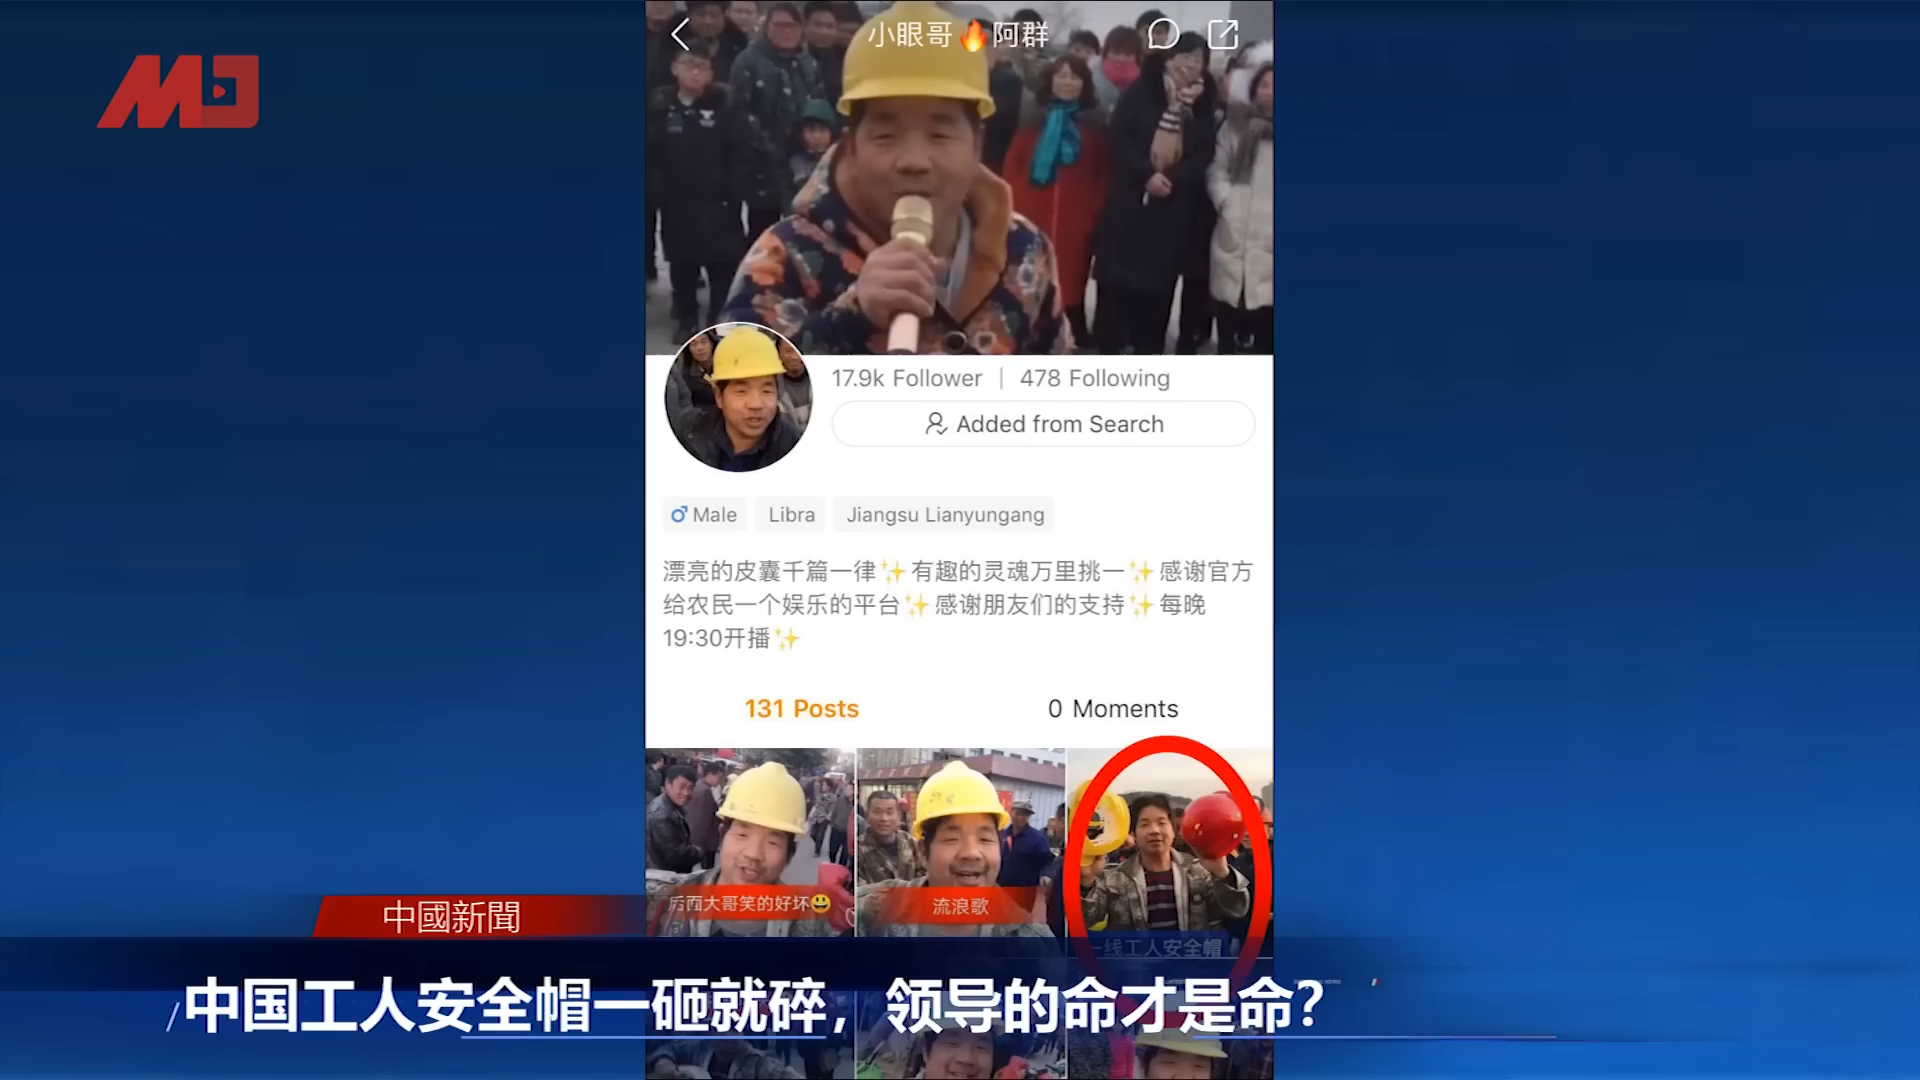 小眼哥🔥阿群
17.9k Follower | 478 Following
Added from Search
Male
Libra
Jiangsu Lianyungang
漂亮的皮囊千篇一律✨有趣的灵魂万里挑一✨感谢官方
给农民一个娱乐的平台✨感谢朋友们的支持✨每晚
19:30开播✨
131 Posts
0 Moments
后面大哥笑的好坏😃
流浪歌
一线工人安全帽
中國新聞
中国工人安全帽一砸就碎，领导的命才是命？